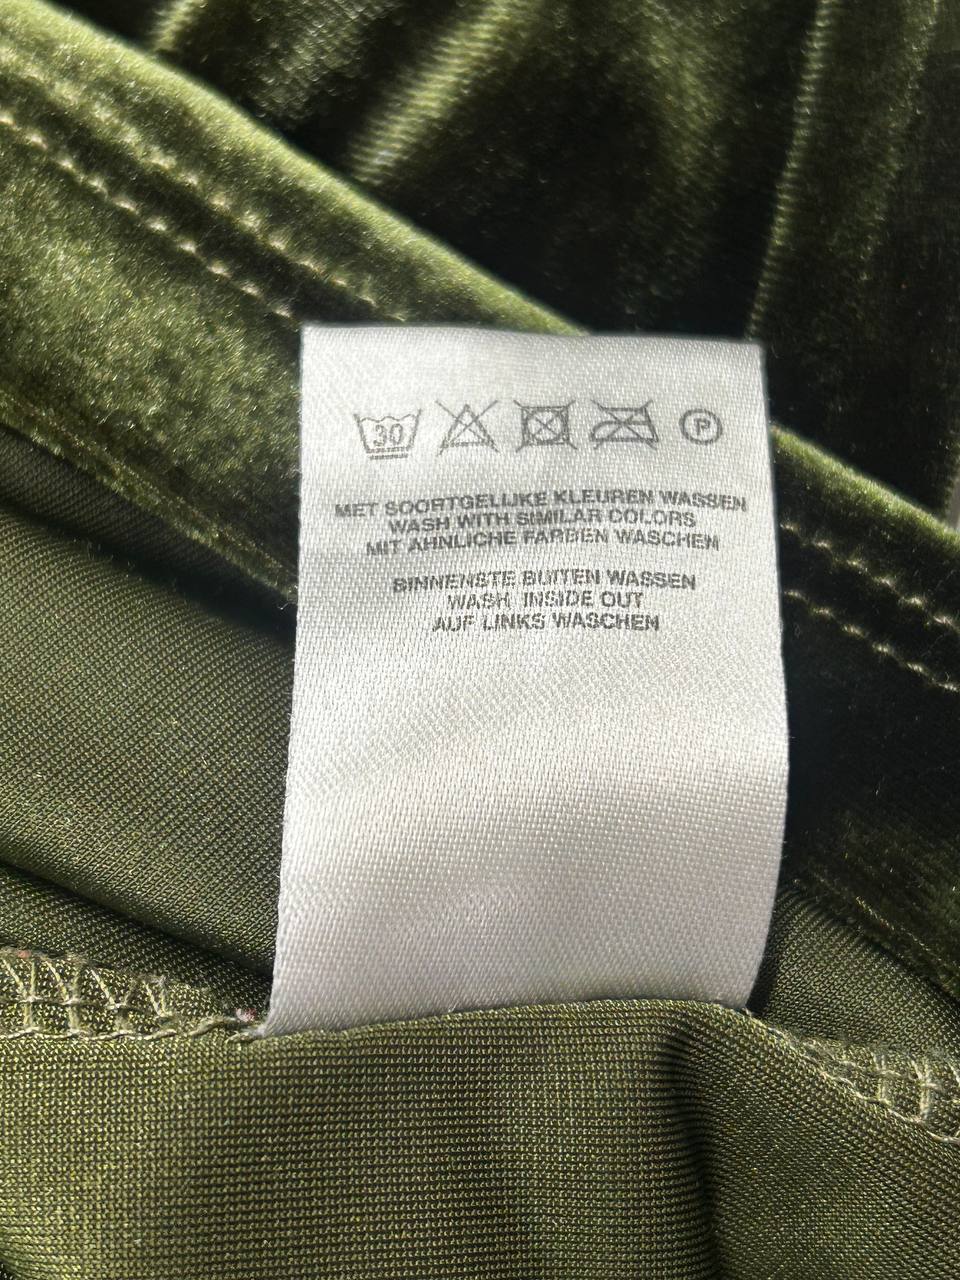 30 P
MET SOORTGELIJKE KLEUREN WASSEN
WASH WITH SIMILAR COLORS
MIT AHNLICHE FARBEN WASCHEN
BINNENSTE BUITEN WASSEN
WASH INSIDE OUT
AUF LINKS WASCHEN